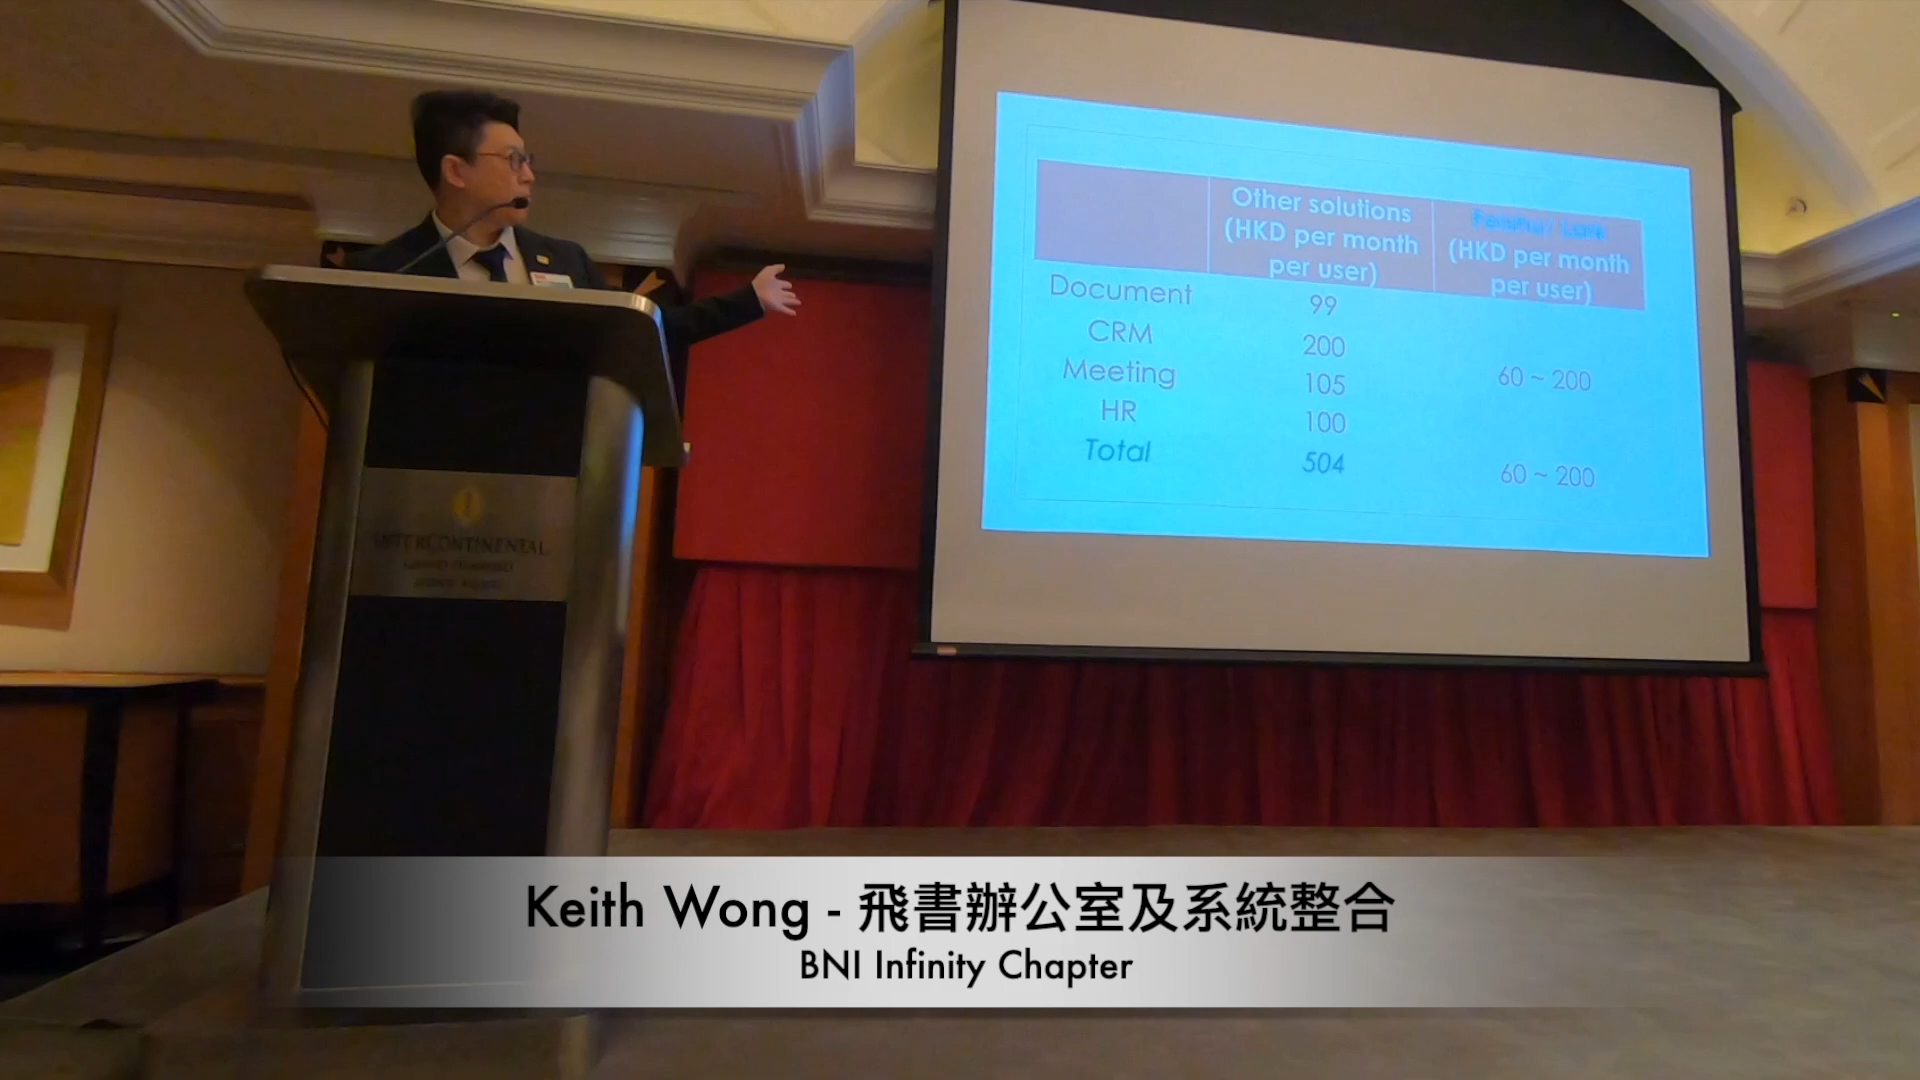 Other solutions
(HKD per month
per user)
Feishu/ Lark
(HKD per month
per user)
Document 99
CRM 200
Meeting 105
60 ~ 200
HR 100
Total 504 60 ~ 200
INTERCONTINENTAL
Keith Wong - 飛書辦公室及系統整合
BNI Infinity Chapter